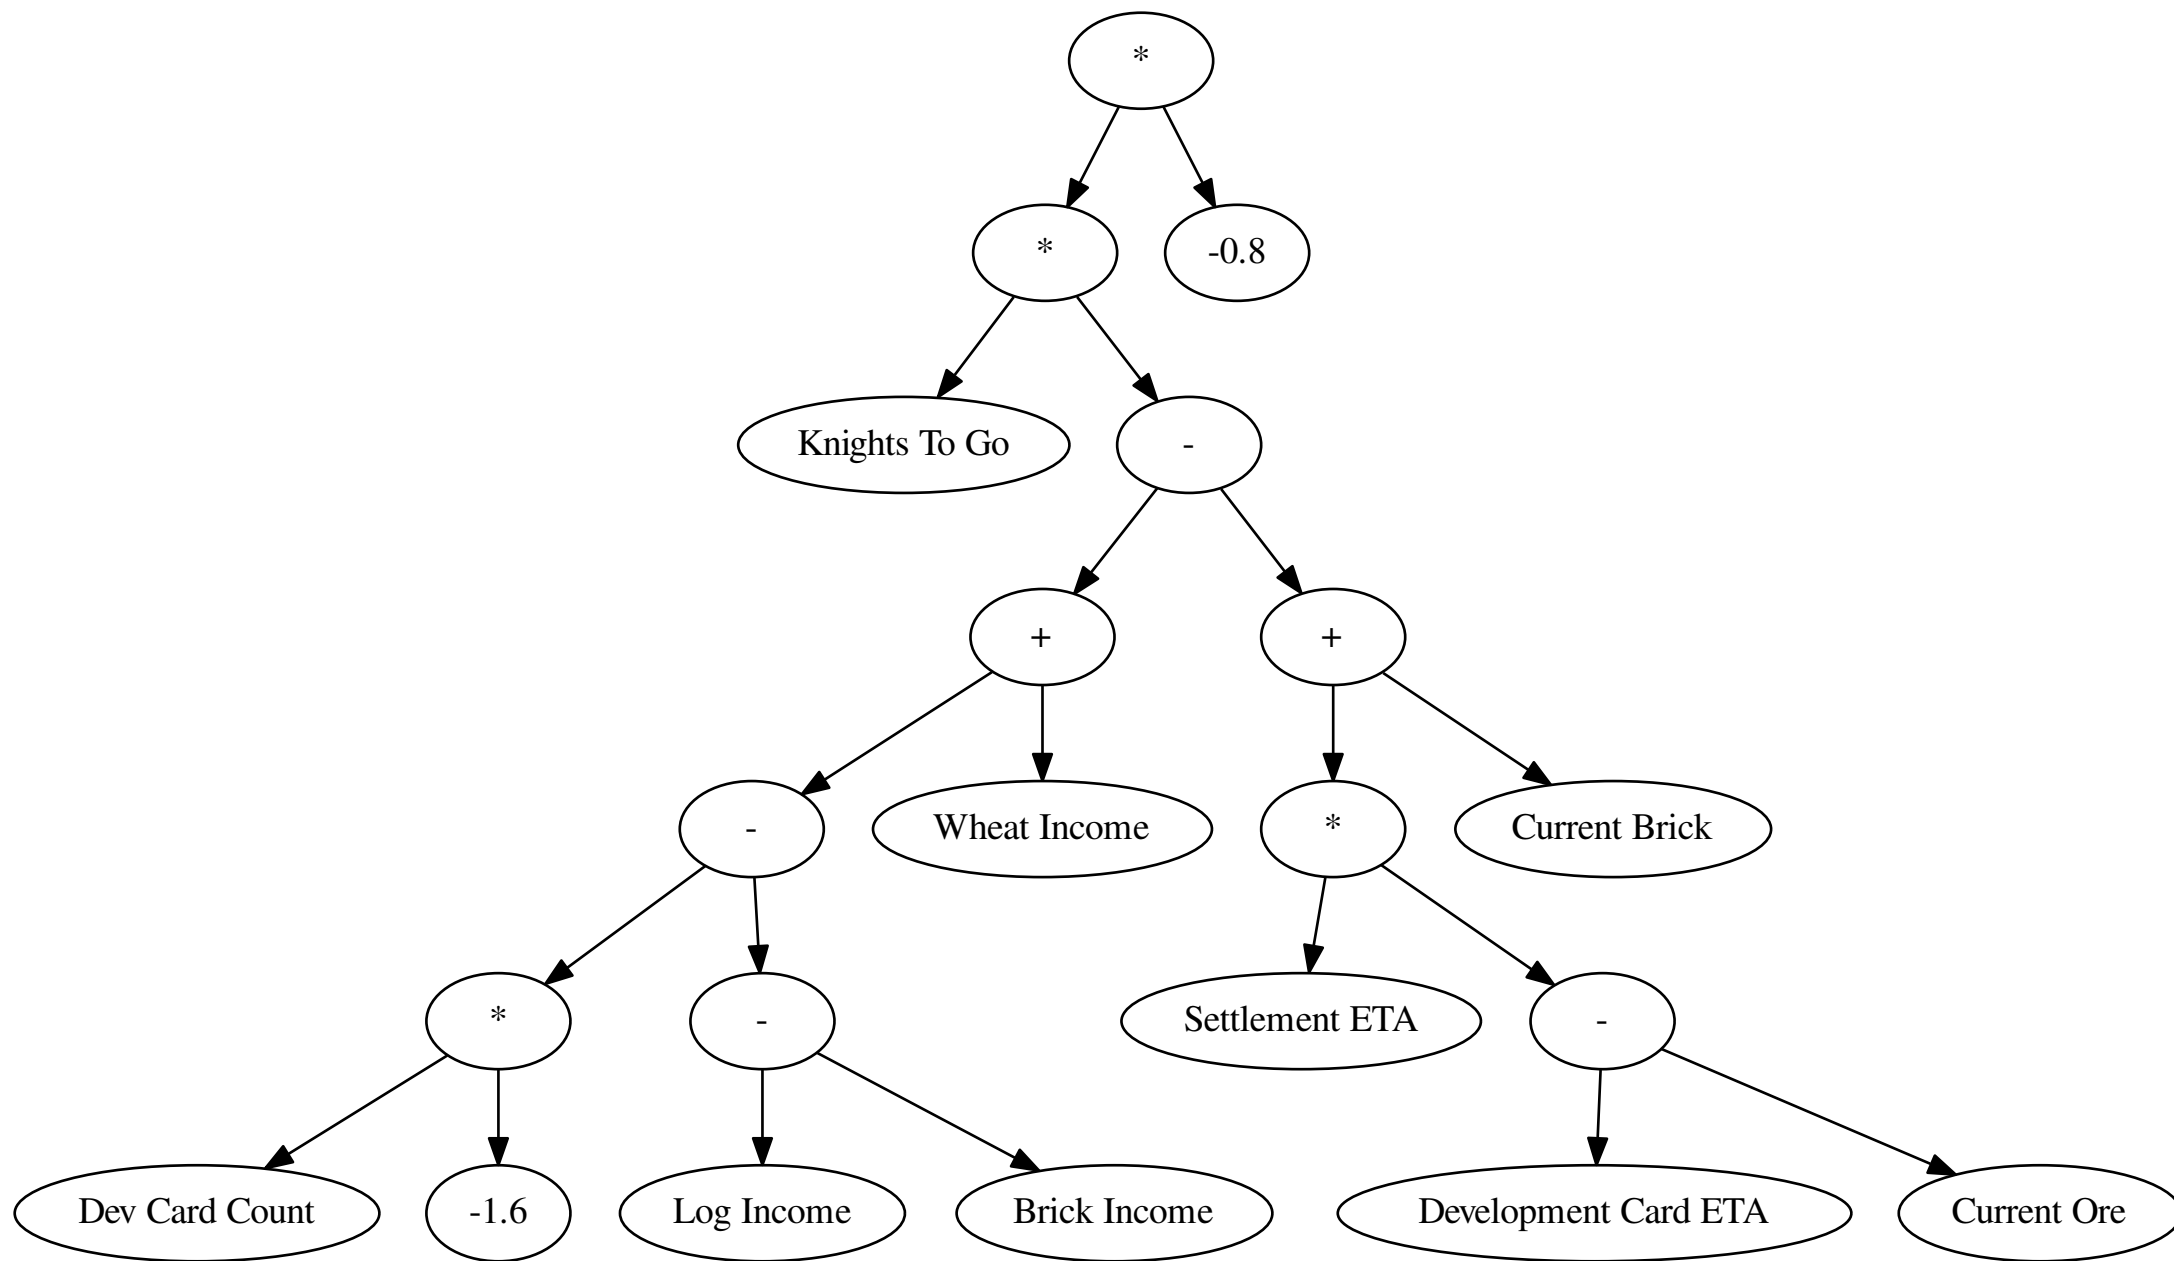 *
*
-0.8
Knights To Go
-
+
+
-
Wheat Income
*
Current Brick
*
-
Settlement ETA
-
Dev Card Count
-1.6
Log Income
Brick Income
Development Card ETA
Current Ore